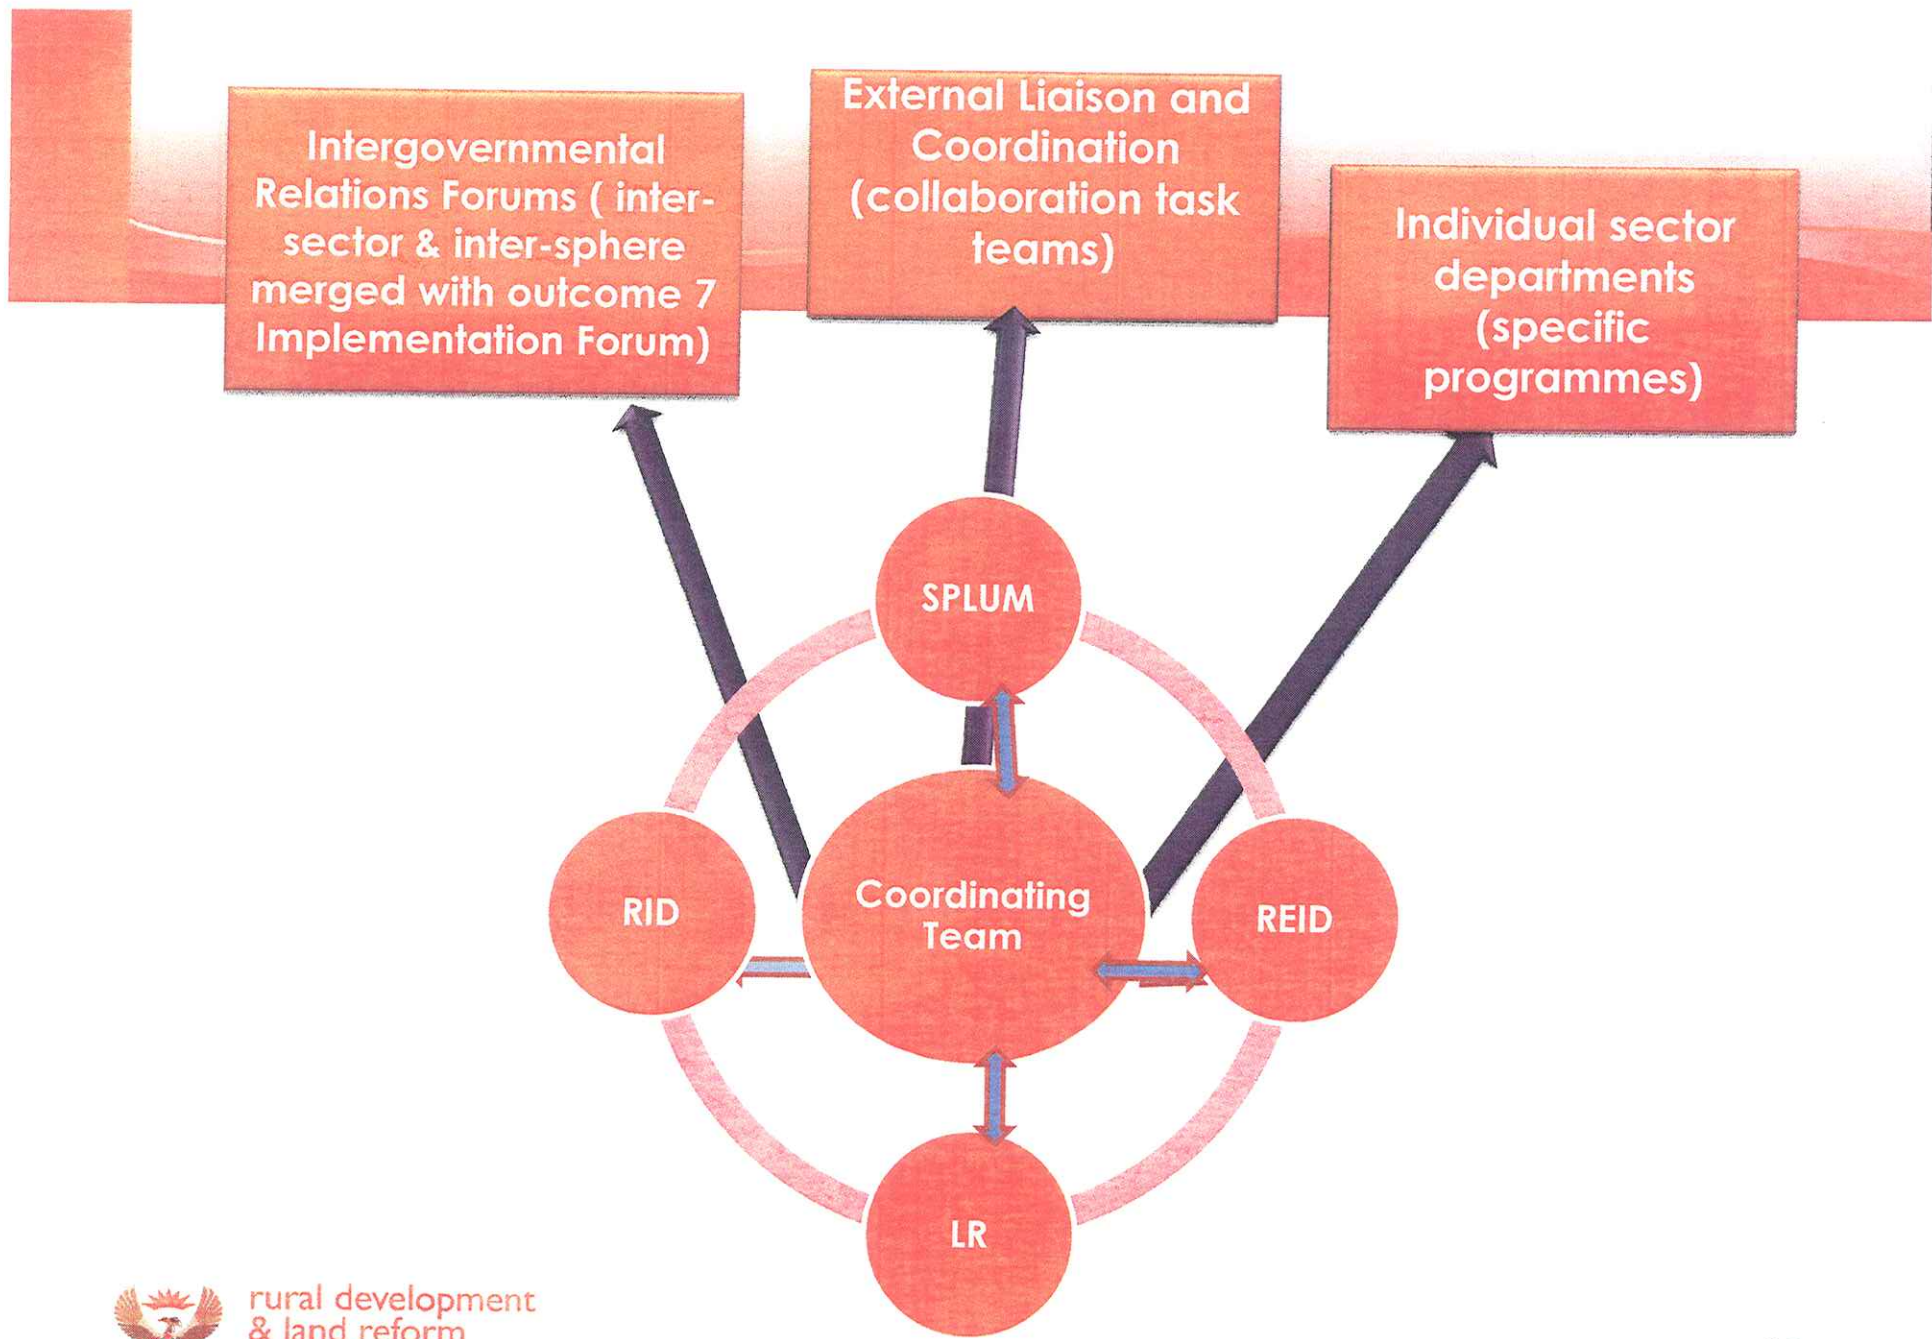 Intergovernmental
Relations Forums ( inter-
sector & inter-sphere
merged with outcome 7
Implementation Forum)
External Liaison and
Coordination
(collaboration task
teams)
Individual sector
departments
(specific
programmes)
SPLUM
RID
Coordinating
Team
REID
LR
rural development
& land reform